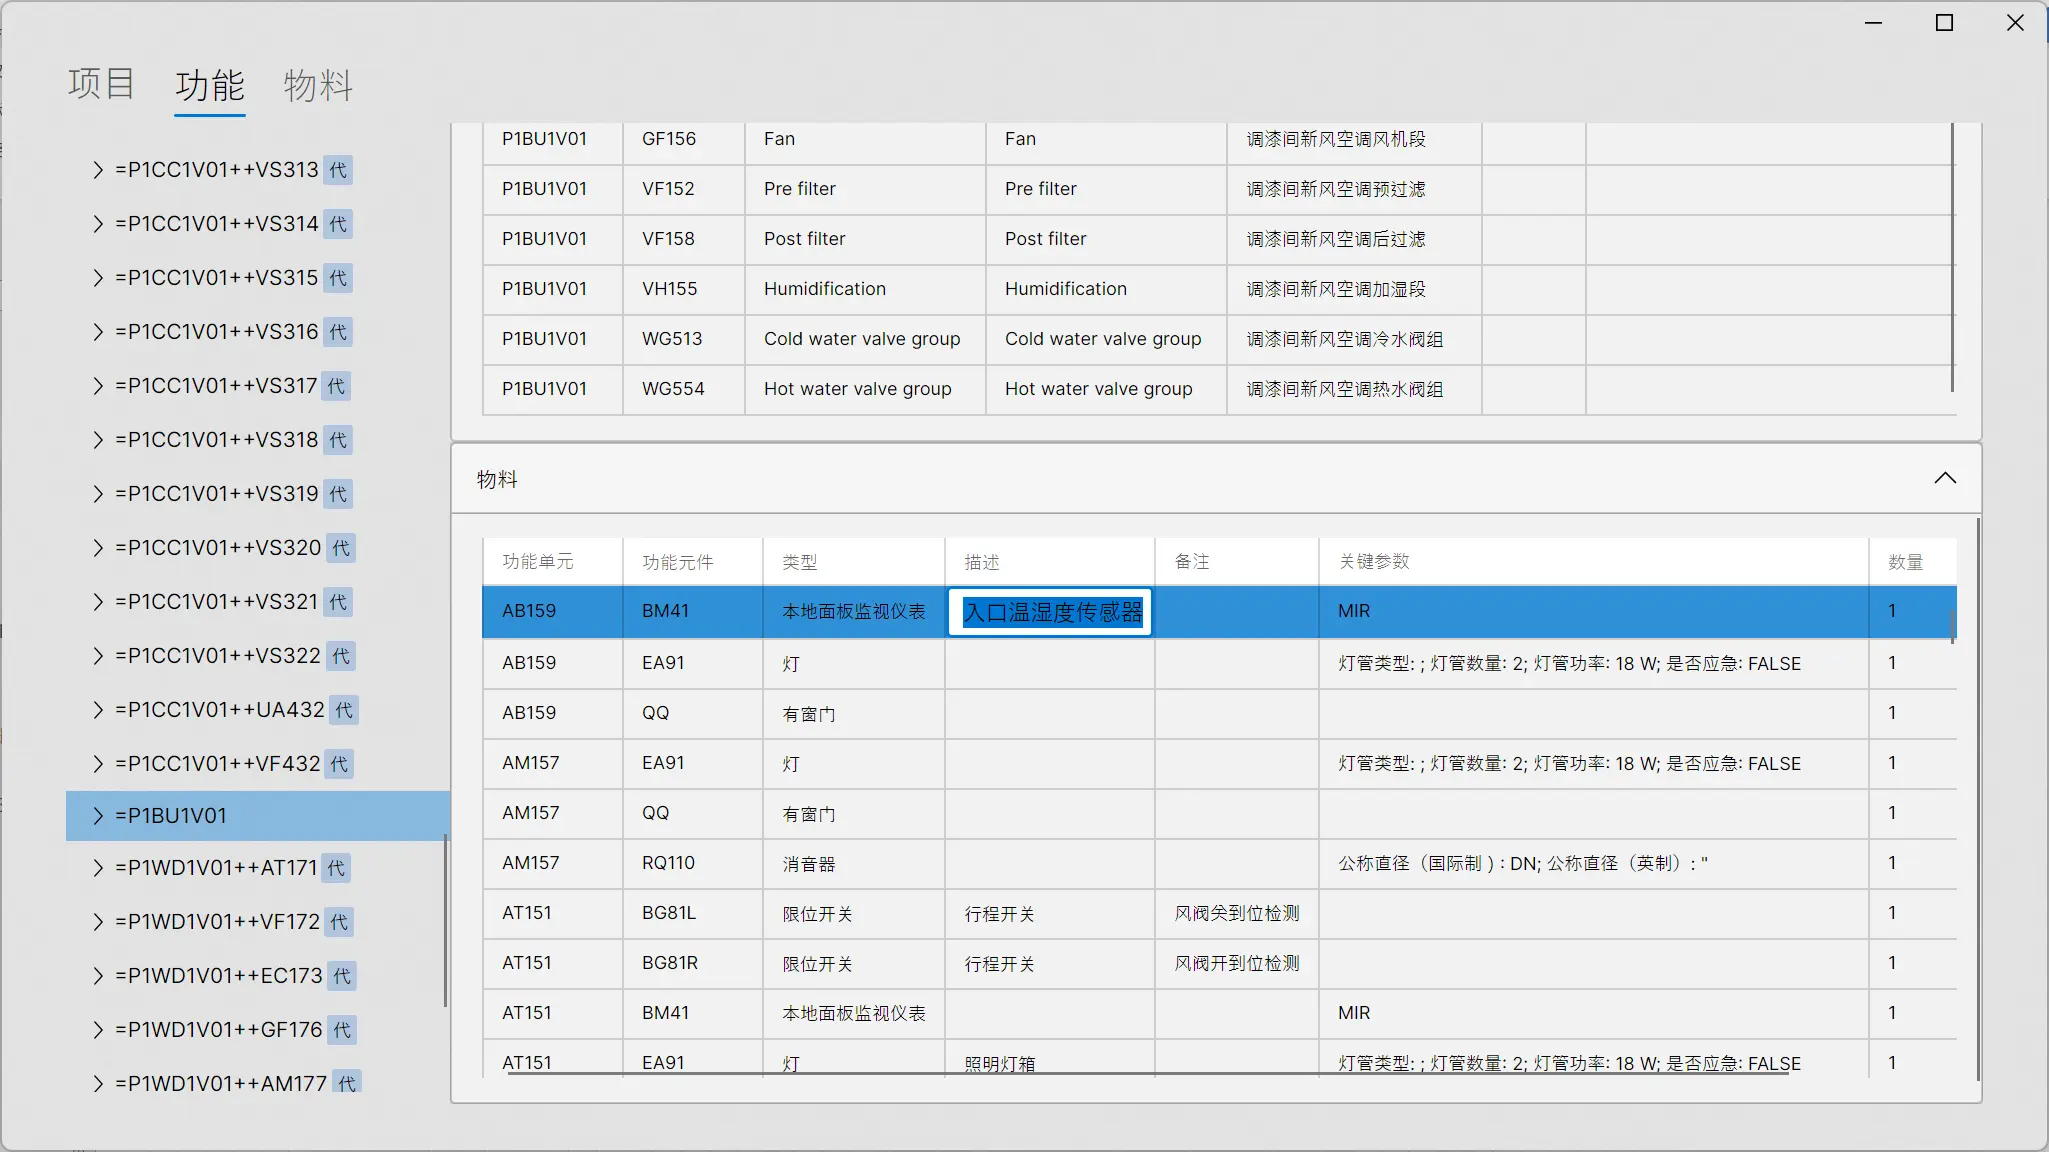 项目 功能 物料
=P1CC1V01++VS313 代
=P1CC1V01++VS314 代
=P1CC1V01++VS315 代
=P1CC1V01++VS316 代
=P1CC1V01++VS317 代
=P1CC1V01++VS318 代
=P1CC1V01++VS319 代
=P1CC1V01++VS320 代
=P1CC1V01++VS321 代
=P1CC1V01++VS322 代
=P1CC1V01++UA432 代
=P1CC1V01++VF432 代
=P1BU1V01
=P1WD1V01++AT171 代
=P1WD1V01++VF172 代
=P1WD1V01++EC173 代
=P1WD1V01++GF176 代
=P1WD1V01++AM177 代
P1BU1V01 GF156 Fan Fan 调漆间新风空调风机段
P1BU1V01 VF152 Pre filter Pre filter 调漆间新风空调预过滤
P1BU1V01 VF158 Post filter Post filter 调漆间新风空调后过滤
P1BU1V01 VH155 Humidification Humidification 调漆间新风空调加湿段
P1BU1V01 WG513 Cold water valve group Cold water valve group 调漆间新风空调冷水阀组
P1BU1V01 WG554 Hot water valve group Hot water valve group 调漆间新风空调热水阀组
物料
功能单元 功能元件 类型 描述 备注 关键参数 数量
AB159 BM41 本地面板监视仪表 入口温湿度传感器 MIR 1
AB159 EA91 灯 灯管类型: ; 灯管数量: 2; 灯管功率: 18 W; 是否应急: FALSE 1
AB159 QQ 有窗门 1
AM157 EA91 灯 灯管类型: ; 灯管数量: 2; 灯管功率: 18 W; 是否应急: FALSE 1
AM157 QQ 有窗门 1
AM157 RQ110 消音器 公称直径（国际制）: DN; 公称直径（英制）: " 1
AT151 BG81L 限位开关 行程开关 风阀关到位检测 1
AT151 BG81R 限位开关 行程开关 风阀开到位检测 1
AT151 BM41 本地面板监视仪表 MIR 1
AT151 EA91 灯 照明灯箱 灯管类型: ; 灯管数量: 2; 灯管功率: 18 W; 是否应急: FALSE 1